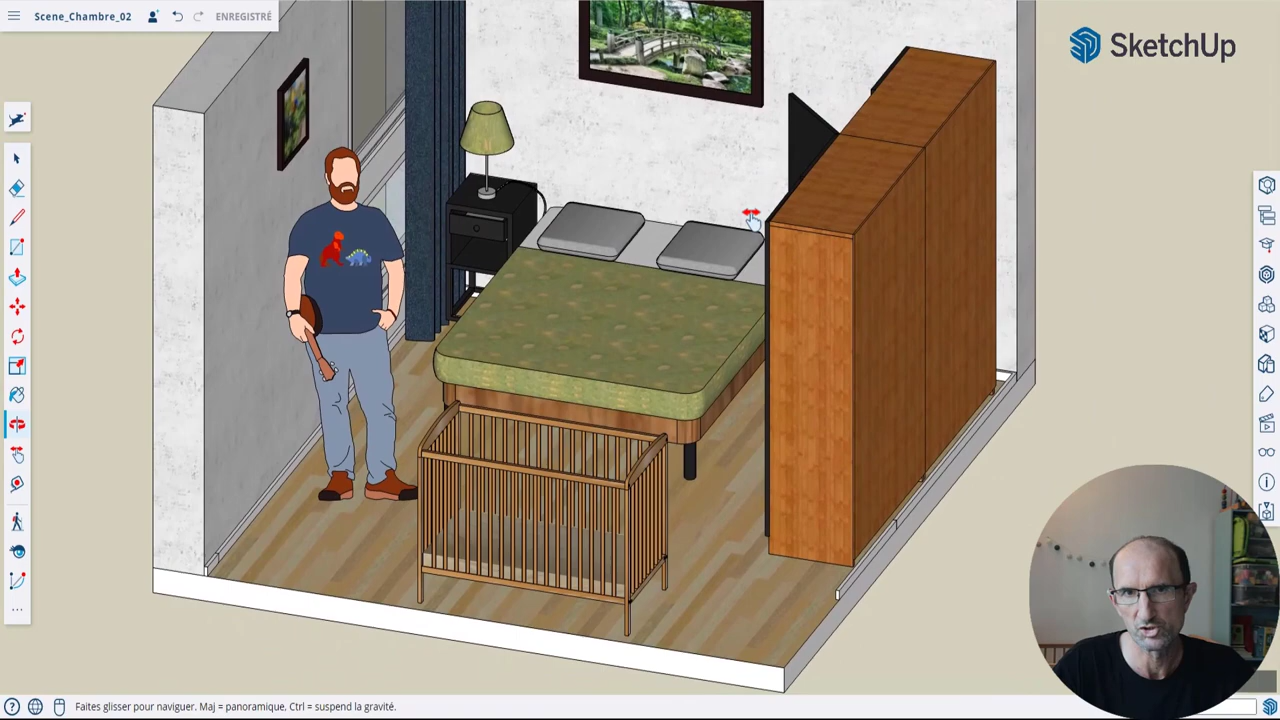 Scene_Chambre_02
ENREGISTRÉ
SketchUp
Faites glisser pour naviguer. Maj = panoramique, Ctrl = suspend la gravité.